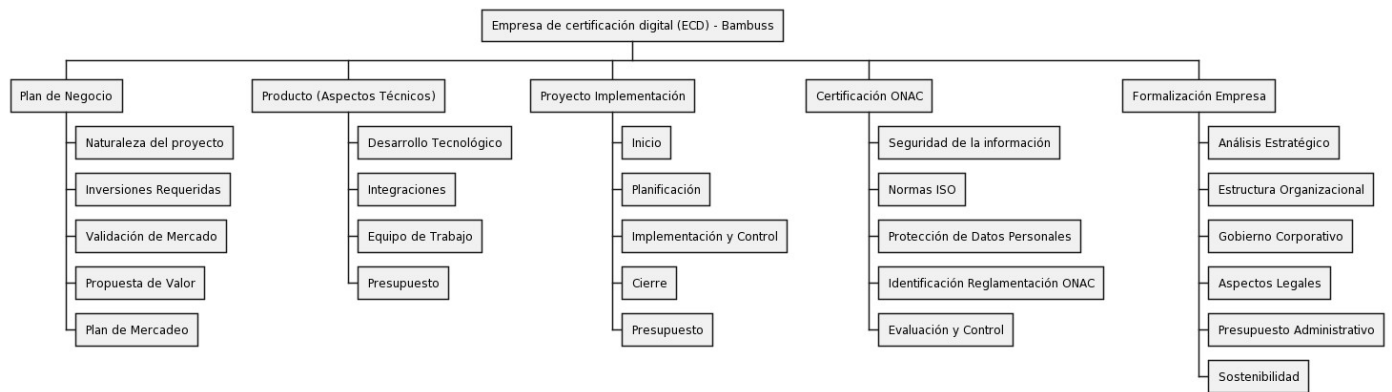 Empresa de certificación digital (ECD) - Bambuss
Plan de Negocio
Naturaleza del proyecto
Inversiones Requeridas
Validación de Mercado
Propuesta de Valor
Plan de Mercadeo
Producto (Aspectos Técnicos)
Desarrollo Tecnológico
Integraciones
Equipo de Trabajo
Presupuesto
Proyecto Implementación
Inicio
Planificación
Implementación y Control
Cierre
Presupuesto
Certificación ONAC
Seguridad de la información
Normas ISO
Protección de Datos Personales
Identificación Reglamentación ONAC
Evaluación y Control
Formalización Empresa
Análisis Estratégico
Estructura Organizacional
Gobierno Corporativo
Aspectos Legales
Presupuesto Administrativo
Sostenibilidad